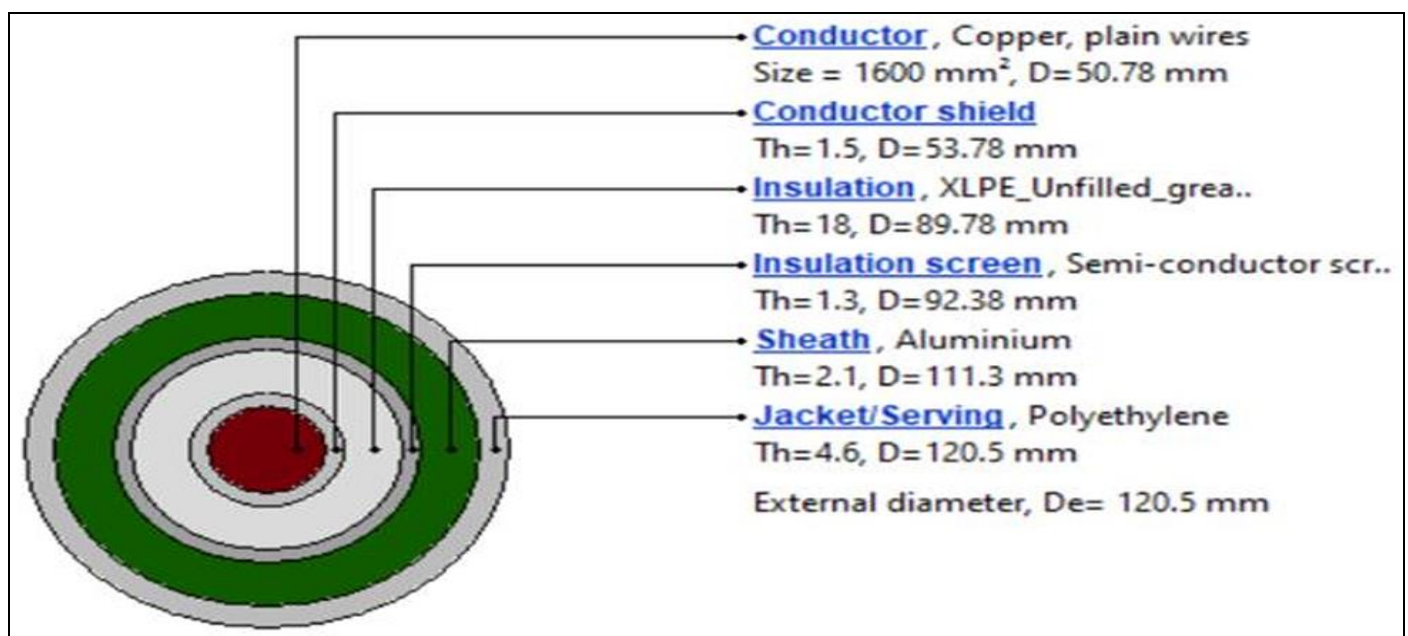 Conductor, Copper, plain wires
Size = 1600 mm², D=50.78 mm
Conductor shield
Th=1.5, D=53.78 mm
Insulation, XLPE_Unfilled_grea..
Th=18, D=89.78 mm
Insulation screen, Semi-conductor scr..
Th=1.3, D=92.38 mm
Sheath, Aluminium
Th=2.1, D=111.3 mm
Jacket/Serving, Polyethylene
Th=4.6, D=120.5 mm
External diameter, De= 120.5 mm